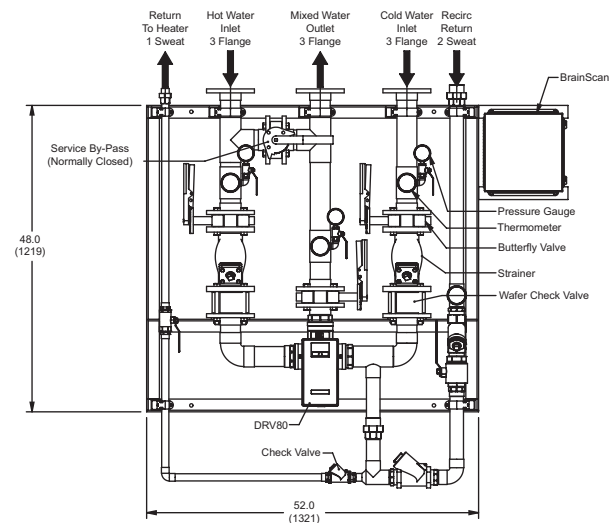 Return
To Heater
1 Sweat
Hot Water
Inlet
3 Flange
Mixed Water
Outlet
3 Flange
Cold Water
Inlet
3 Flange
Recirc
Return
2 Sweat
BrainScan
Service By-Pass
(Normally Closed)
Pressure Gauge
Thermometer
Butterfly Valve
Strainer
Wafer Check Valve
48.0
(1219)
DRV80
Check Valve
52.0
(1321)